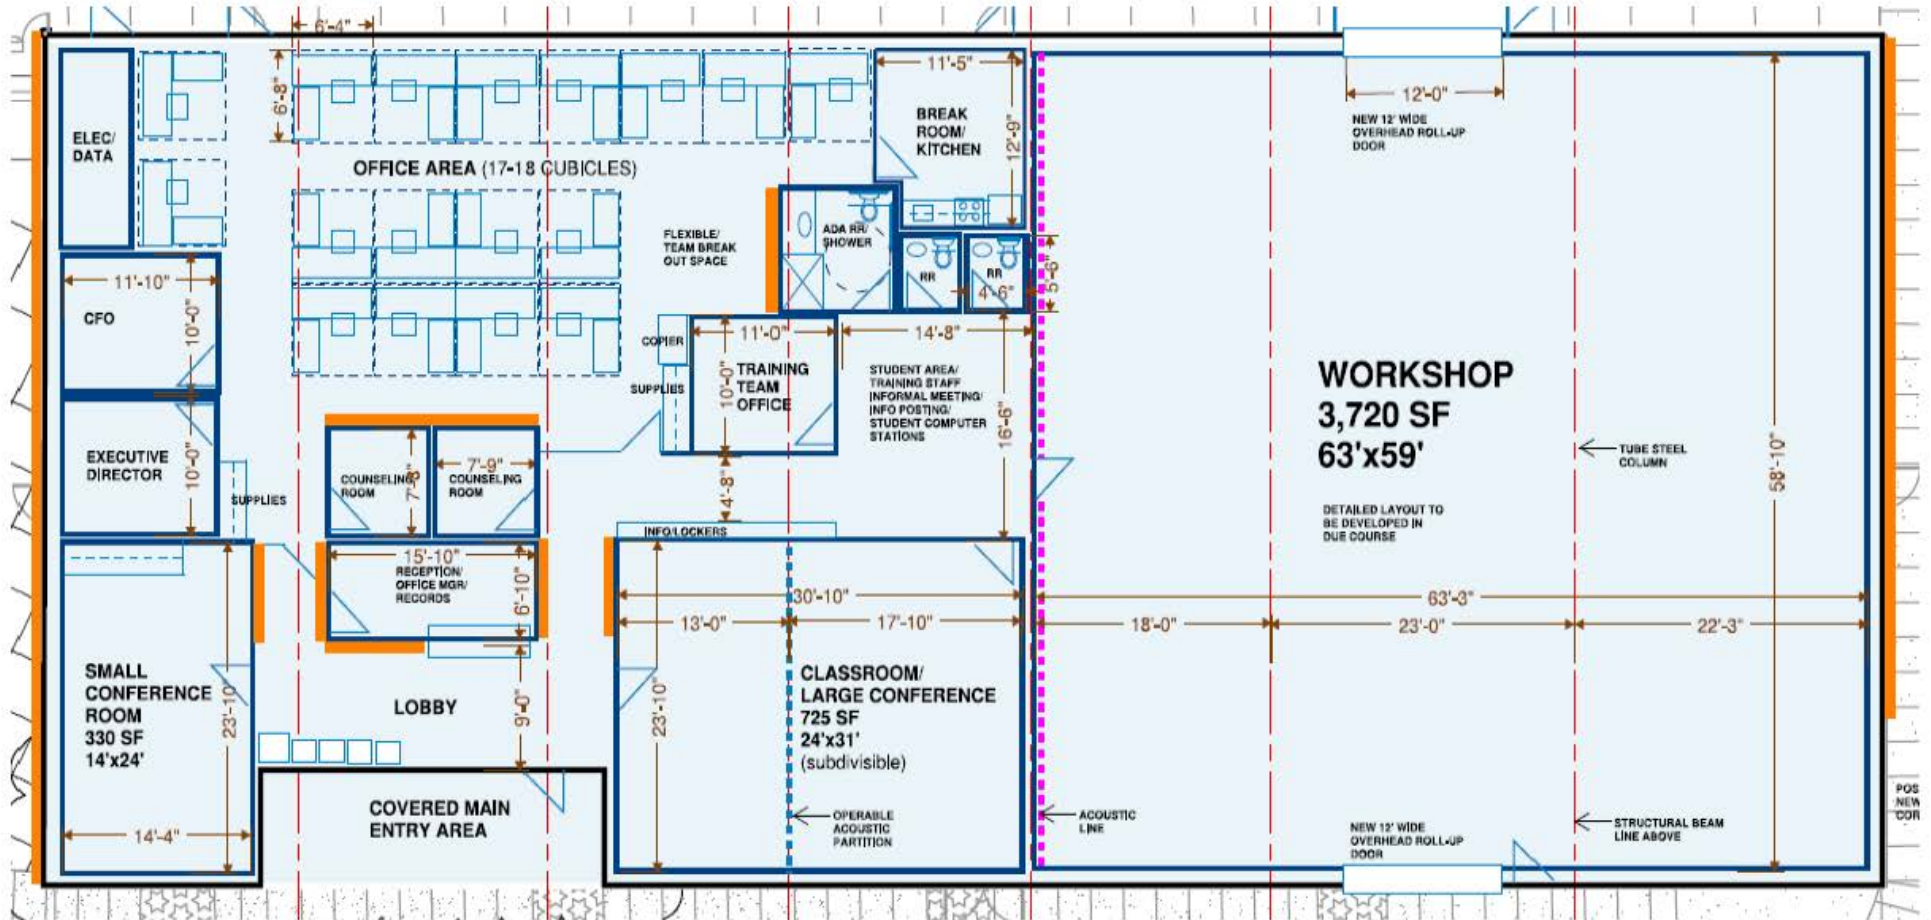 6'-4"
11'-5"
12'-0"
6'-8"
NEW 12' WIDE
OVERHEAD ROLL-UP
DOOR
BREAK
ROOM/
KITCHEN
12'-9"
ELEC/
DATA
OFFICE AREA (17-18 CUBICLES)
FLEXIBLE/
TEAM BREAK
OUT SPACE
ADA RR/
SHOWER
RR
RR
4'-6"
5'-6"
11'-10"
10'-0"
CFO
COPIER
SUPPLIES
11'-0"
10'-0"
TRAINING
TEAM
OFFICE
14'-8"
STUDENT AREA/
TRAINING STAFF
INFORMAL MEETING/
INFO POSTING/
STUDENT COMPUTER
STATIONS
16'-6"
WORKSHOP
3,720 SF
63'x59'
TUBE STEEL
COLUMN
58'-10"
DETAILED LAYOUT TO
BE DEVELOPED IN
DUE COURSE
EXECUTIVE
DIRECTOR
10'-0"
SUPPLIES
COUNSELING
ROOM
7'-9"
COUNSELING
ROOM
4'-8"
INFO/LOCKERS
15'-10"
RECEPTION/
OFFICE MGR/
RECORDS
6'-10"
30'-10"
13'-0"
17'-10"
63'-3"
18'-0"
23'-0"
22'-3"
SMALL
CONFERENCE
ROOM
330 SF
14'x24'
23'-10"
14'-4"
LOBBY
9'-0"
23'-10"
CLASSROOM/
LARGE CONFERENCE
725 SF
24'x31'
(subdivisible)
COVERED MAIN
ENTRY AREA
OPERABLE
ACOUSTIC
PARTITION
ACOUSTIC
LINE
NEW 12' WIDE
OVERHEAD ROLL-UP
DOOR
STRUCTURAL BEAM
LINE ABOVE
POS
NEW
COR